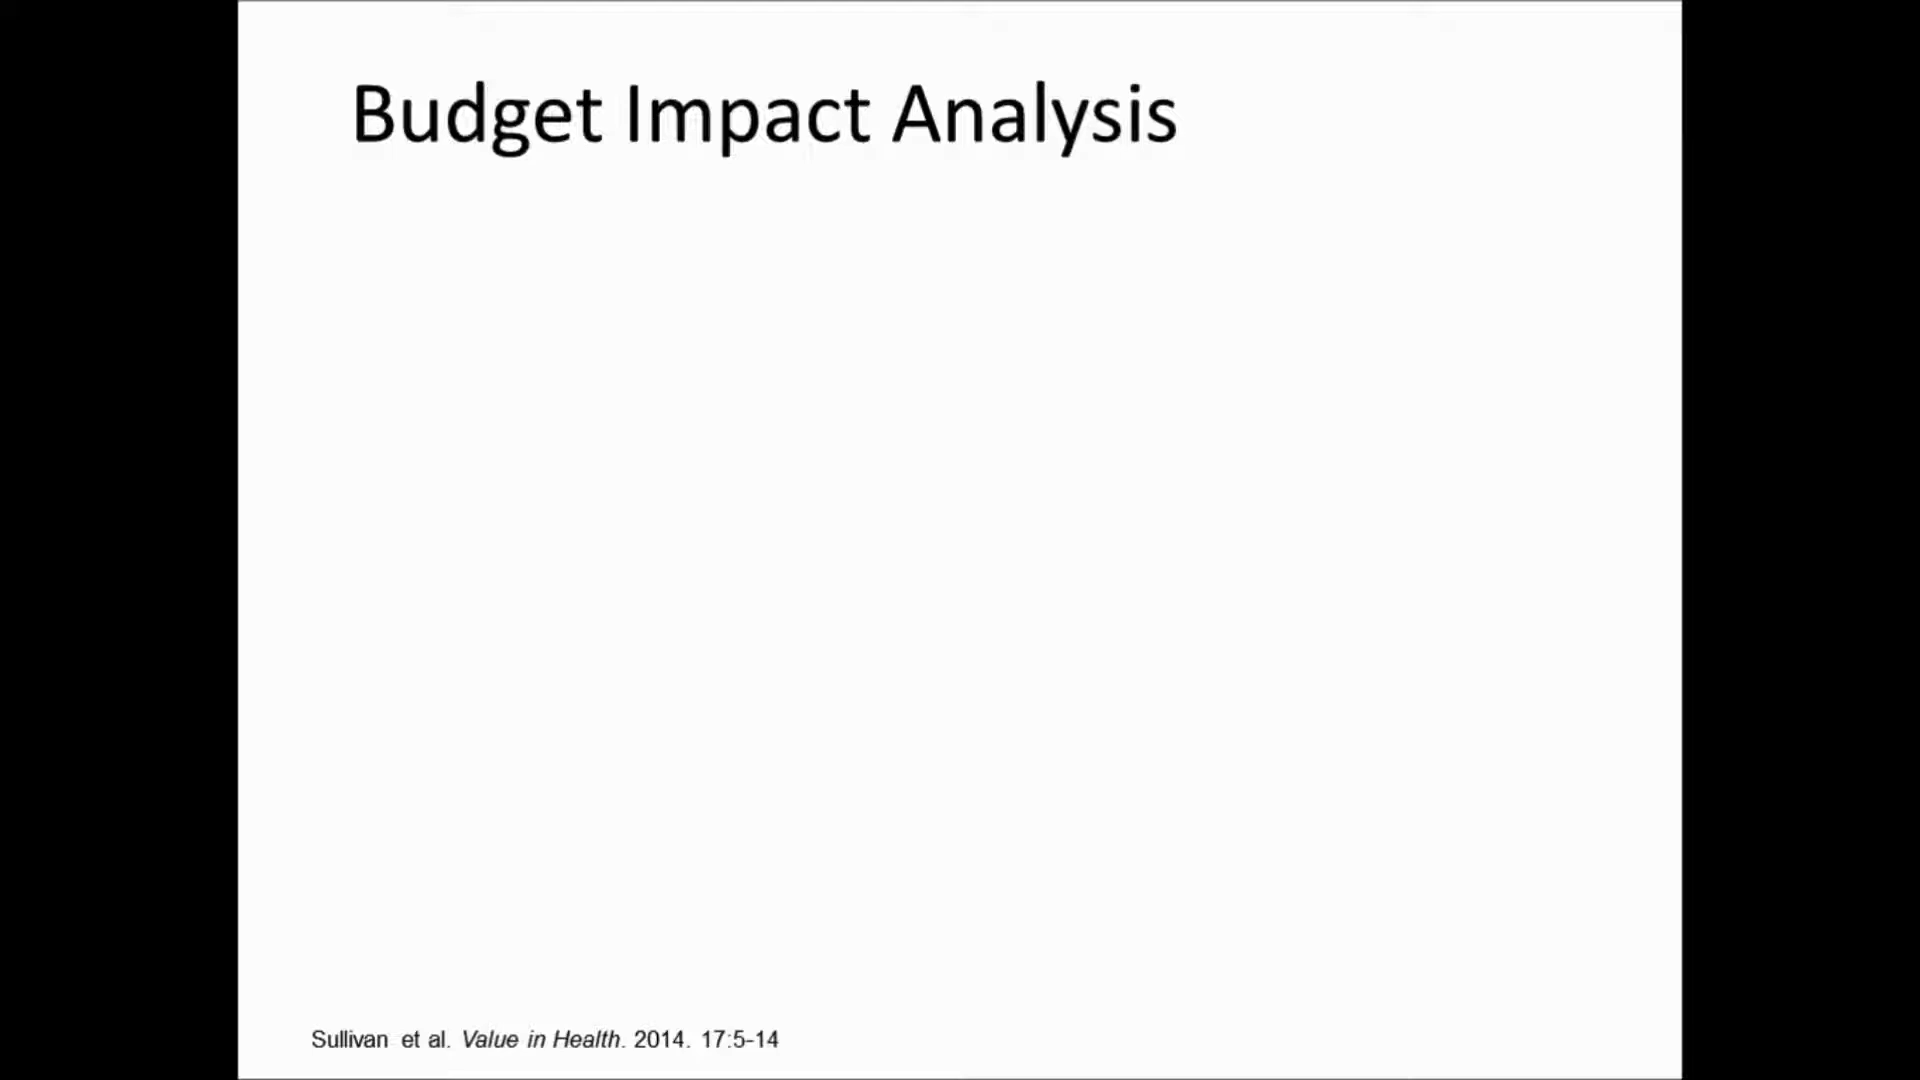 Budget Impact Analysis
Sullivan et al. Value in Health. 2014. 17:5-14